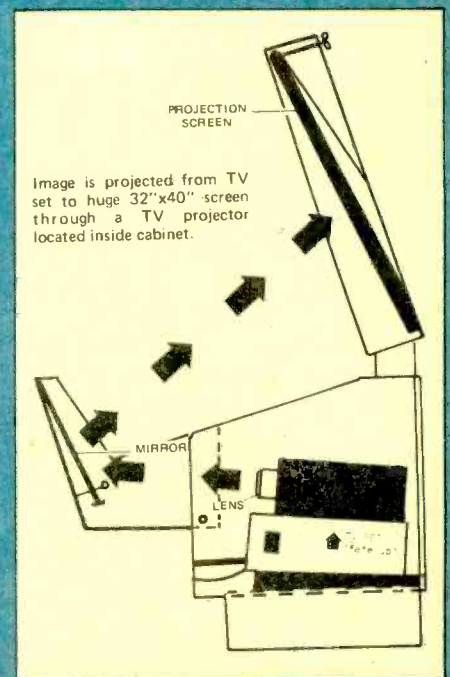 PROJECTION
SCREEN
Image is projected from TV
set to huge 32"x40" screen
through a TV projector
located inside cabinet.
MIRROR
LENS